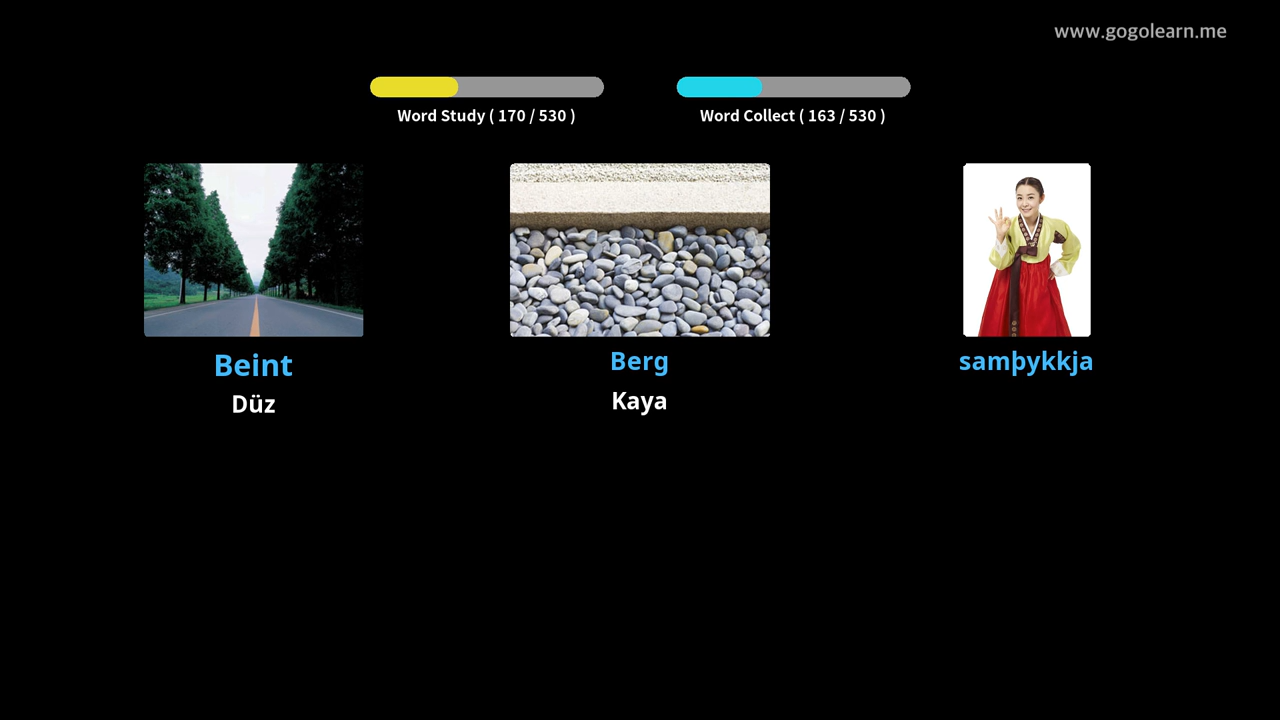 www.gogolearn.me
Word Study ( 170 / 530 )
Word Collect ( 163 / 530 )
Beint
Düz
Berg
Kaya
samþykkja